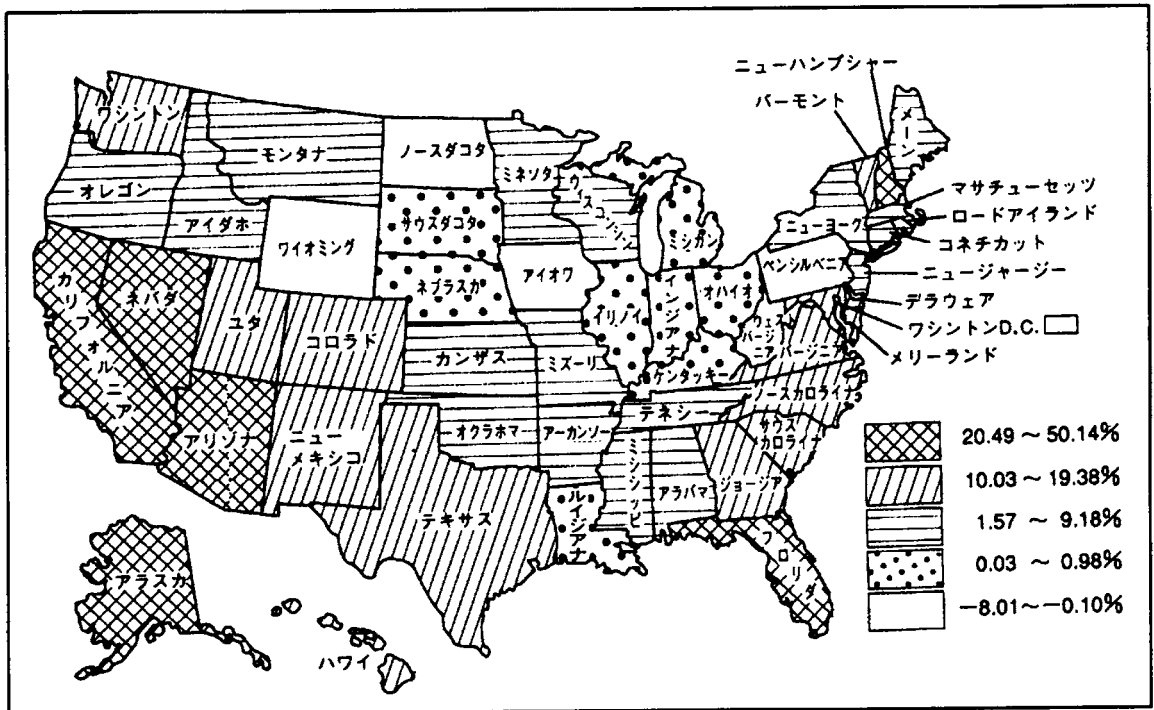 ニューハンプシャー
バーモント
メーン
ワシントン
モンタナ
ノースダコタ
ミネソタ
オレゴン
アイダホ
サウスダコタ
ウィスコンシン
ミシガン
ニューヨーク
マサチューセッツ
ロードアイランド
コネチカット
ワイオミング
アイオワ
ペンシルベニア
ニュージャージー
デラウェア
ワシントンD.C.
メリーランド
カリフォルニア
ネバダ
ユタ
コロラド
ネブラスカ
イリノイ
インジアナ
オハイオ
ウェスト
バージニア
バージニア
カンザス
ミズーリ
ケンタッキー
ノースカロライナ
アリゾナ
ニュー
メキシコ
オクラホマ
アーカンソー
テネシー
サウス
カロライナ
ミシシッピ
アラバマ
ジョージア
テキサス
ルイジアナ
フロリダ
アラスカ
ハワイ
20.49～50.14%
10.03～19.38%
1.57 ～ 9.18%
0.03 ～ 0.98%
−8.01～−0.10%